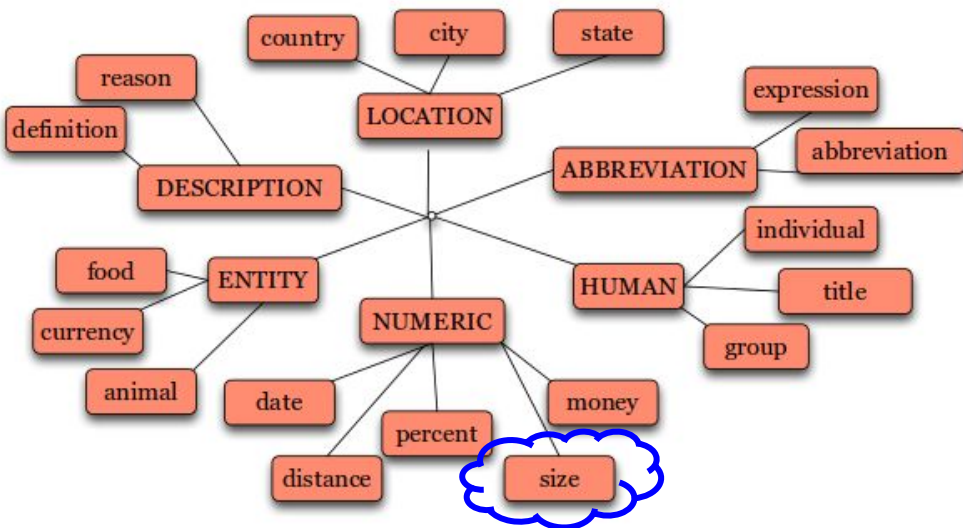 country
city
state
reason
LOCATION
expression
definition
abbreviation
DESCRIPTION
ABBREVIATION
individual
food
ENTITY
HUMAN
title
currency
NUMERIC
group
animal
date
money
percent
distance
size